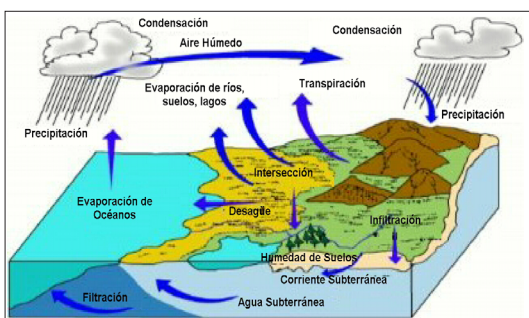 Condensación
Condensación
Aire Húmedo
Evaporación de ríos,
suelos, lagos
Transpiración
Precipitación
Precipitación
Intersección
Evaporación de
Océanos
Desagüe
Infiltración
Humedad de Suelos
Corriente Subterránea
Filtración
Agua Subterránea